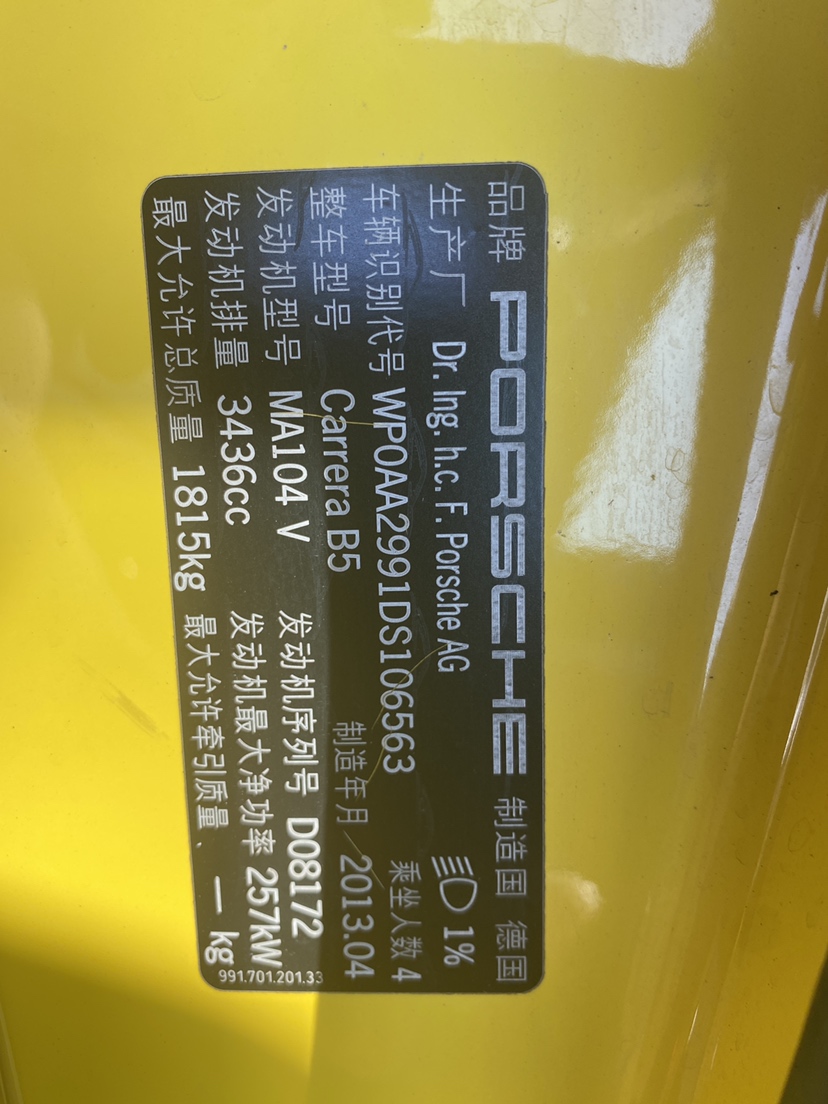 品牌 PORSCHE 制造国 德国
生产厂 Dr. Ing. h.c. F. Porsche AG 1%
车辆识别代号 WP0AA2991DS106563 乘坐人数 4
整车型号 Carrera B5 制造年月 2013.04
发动机型号 MA104 V 发动机序列号 D08172
发动机排量 3436cc 发动机最大净功率 257kW
最大允许总质量 1815kg 最大允许牵引质量 — kg
991.701.201.33